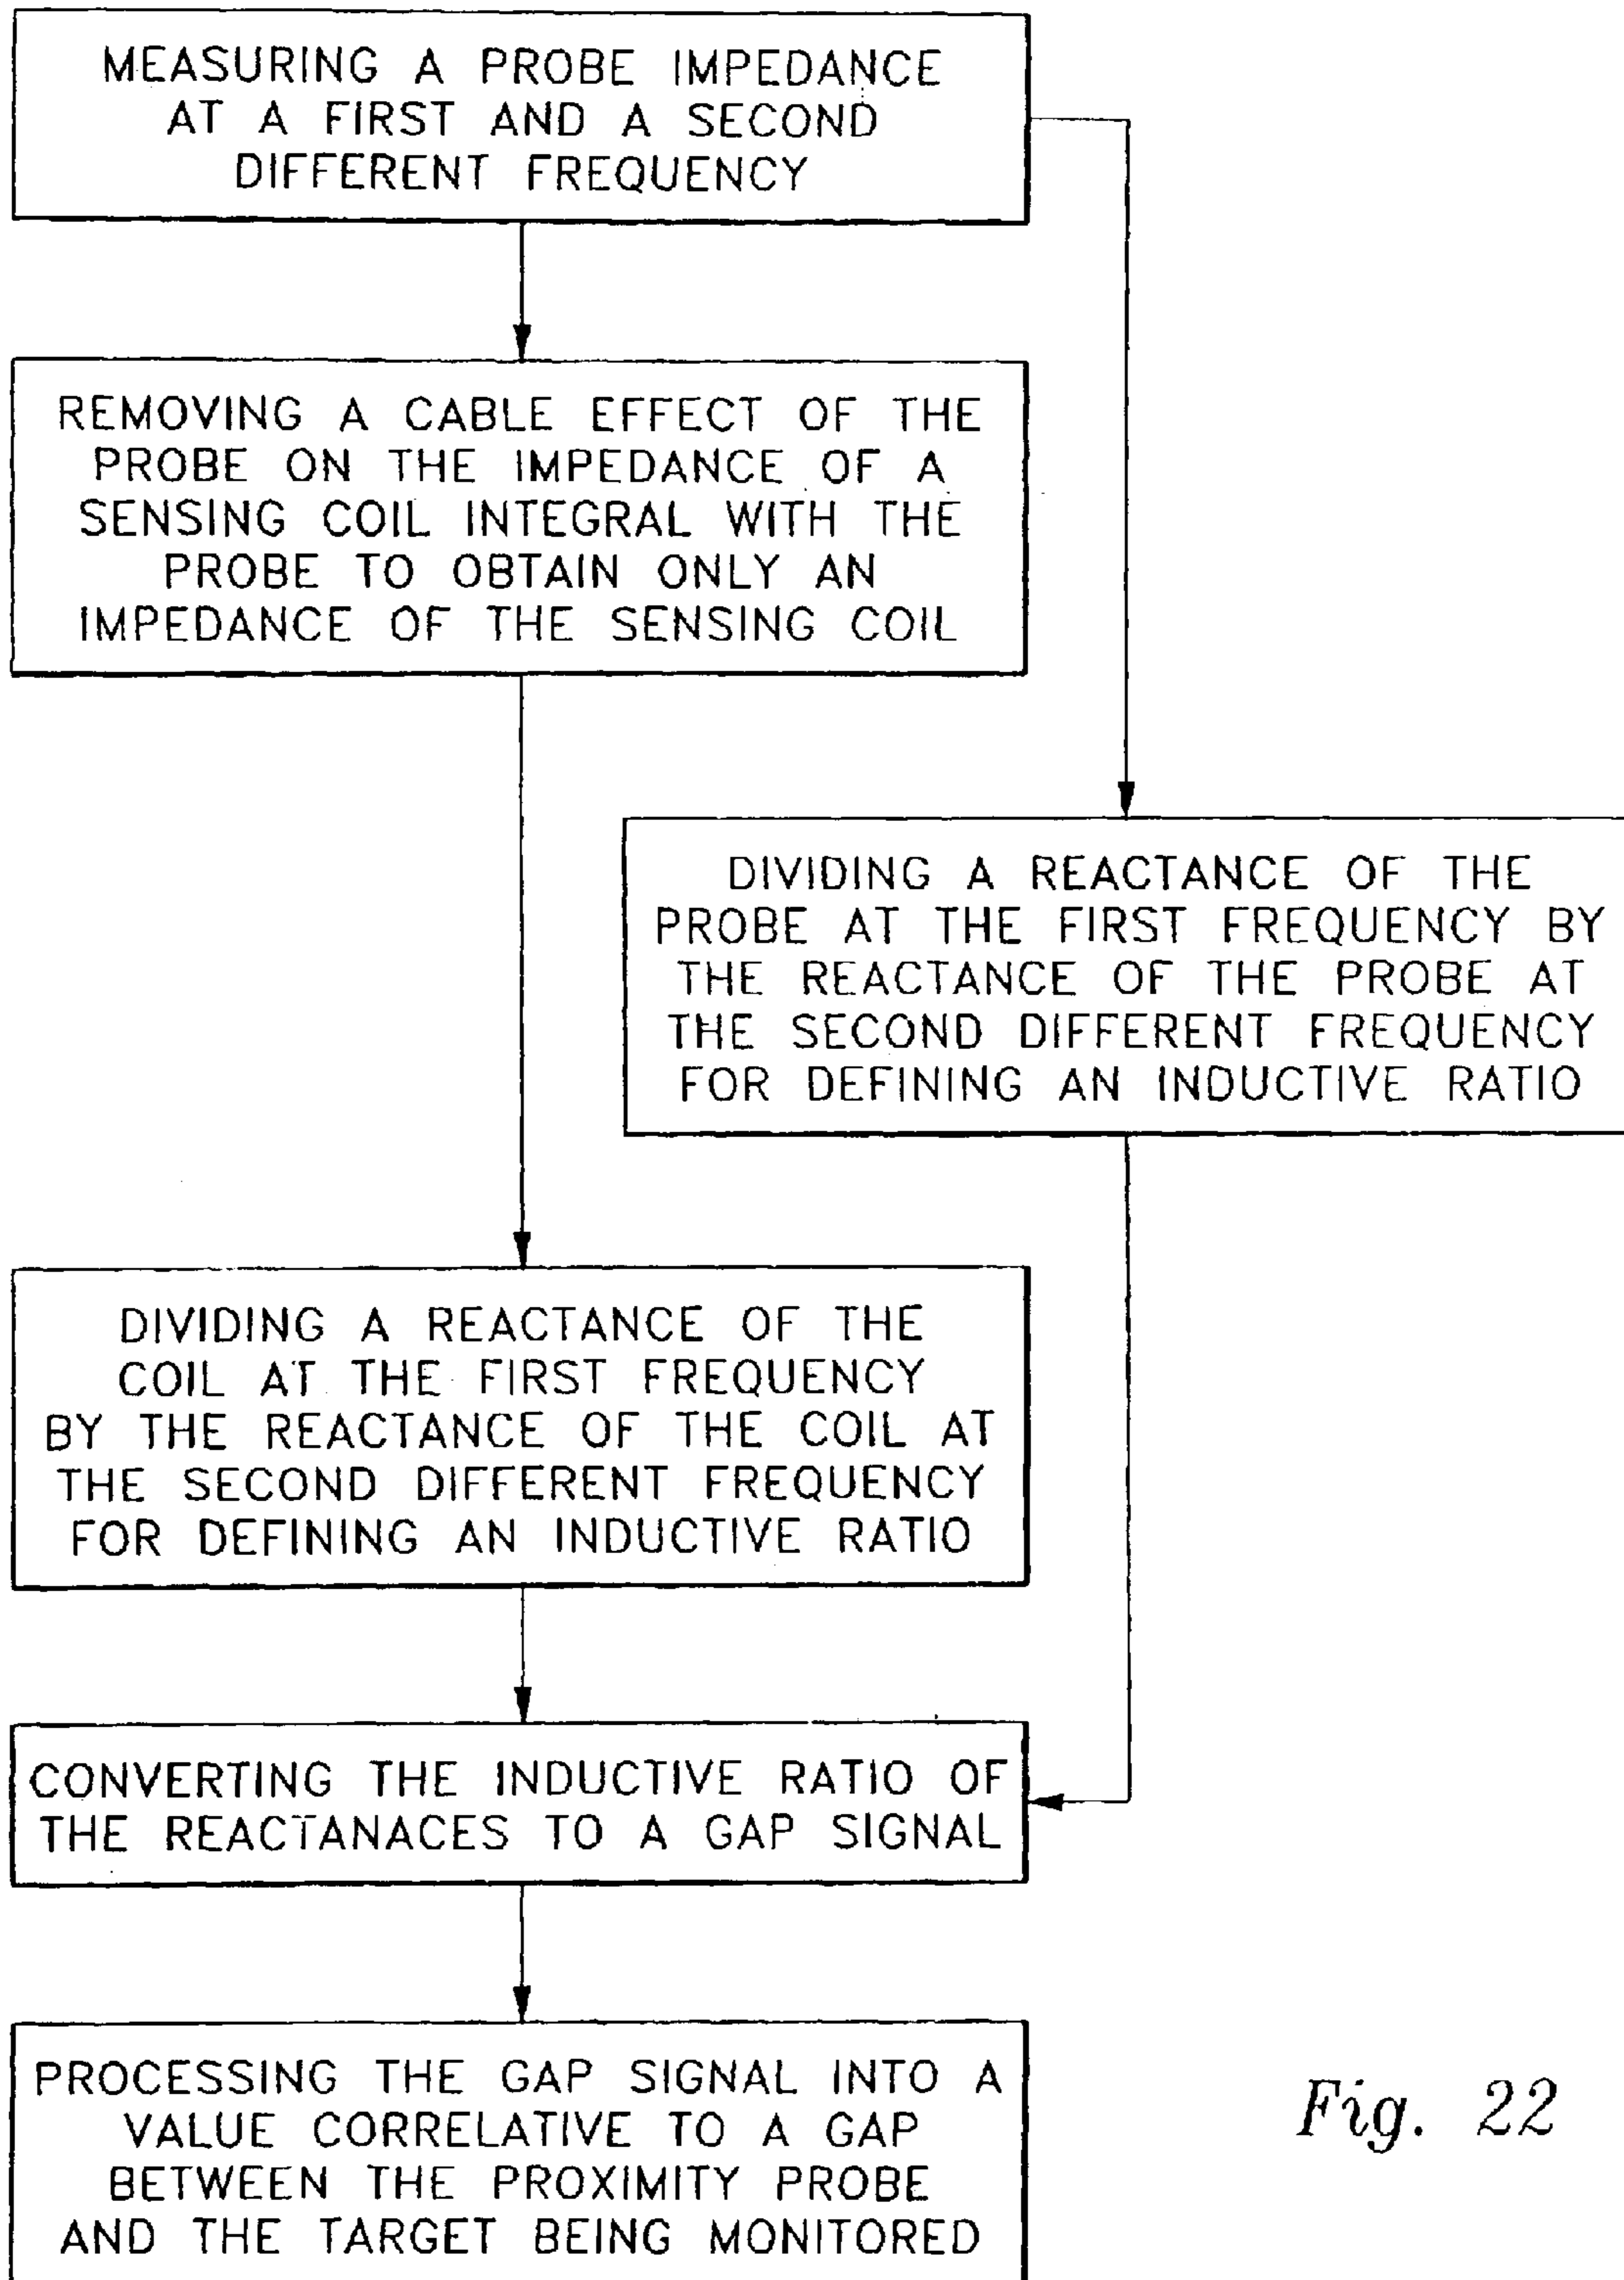 MEASURING A PROBE IMPEDANCE
AT A FIRST AND A SECOND
DIFFERENT FREQUENCY
REMOVING A CABLE EFFECT OF THE
PROBE ON THE IMPEDANCE OF A
SENSING COIL INTEGRAL WITH THE
PROBE TO OBTAIN ONLY AN
IMPEDANCE OF THE SENSING COIL
DIVIDING A REACTANCE OF THE
PROBE AT THE FIRST FREQUENCY BY
THE REACTANCE OF THE PROBE AT
THE SECOND DIFFERENT FREQUENCY
FOR DEFINING AN INDUCTIVE RATIO
DIVIDING A REACTANCE OF THE
COIL AT THE FIRST FREQUENCY
BY THE REACTANCE OF THE COIL AT
THE SECOND DIFFERENT FREQUENCY
FOR DEFINING AN INDUCTIVE RATIO
CONVERTING THE INDUCTIVE RATIO OF
THE REACTANACES TO A GAP SIGNAL
PROCESSING THE GAP SIGNAL INTO A
VALUE CORRELATIVE TO A GAP
BETWEEN THE PROXIMITY PROBE
AND THE TARGET BEING MONITORED
Fig. 22